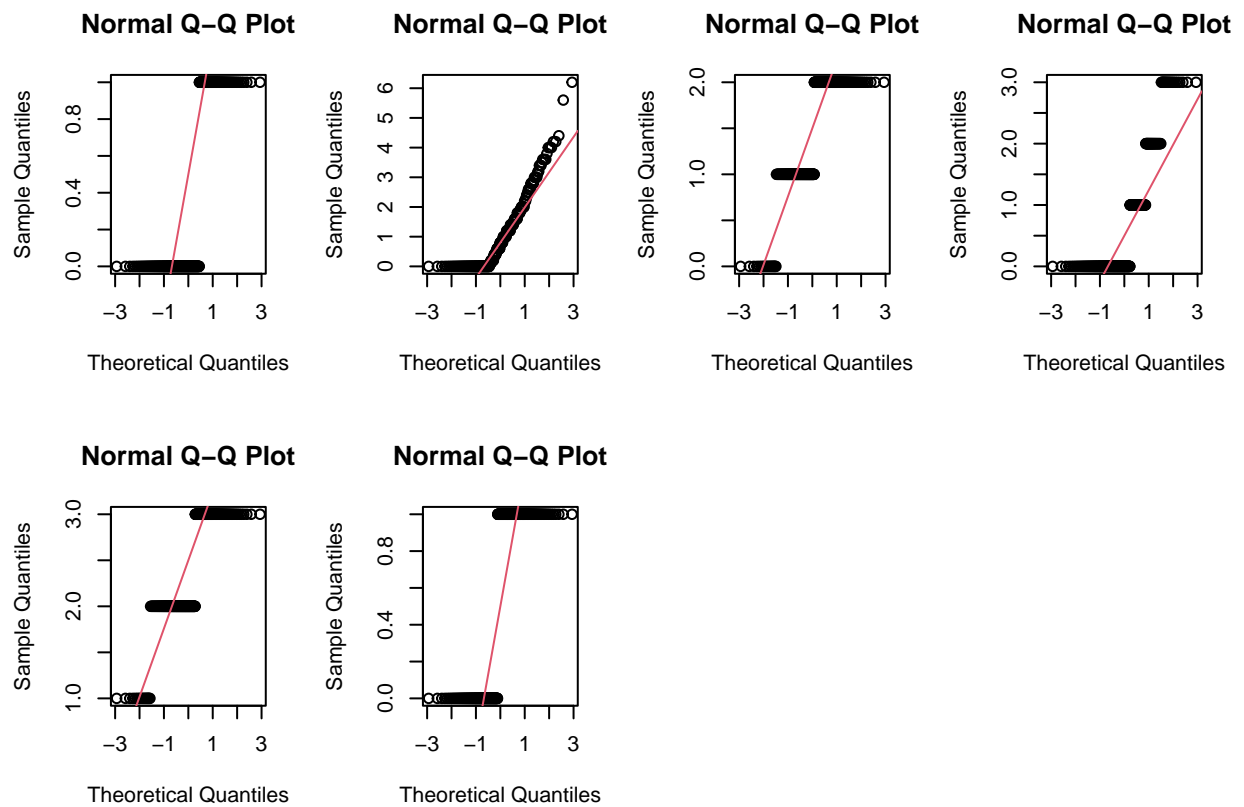 Normal Q−Q Plot
Sample Quantiles
0.0 0.4 0.8
−3 −1 1 3
Theoretical Quantiles
Normal Q−Q Plot
Sample Quantiles
0 1 2 3 4 5 6
−3 −1 1 3
Theoretical Quantiles
Normal Q−Q Plot
Sample Quantiles
0.0 1.0 2.0
−3 −1 1 3
Theoretical Quantiles
Normal Q−Q Plot
Sample Quantiles
0.0 1.0 2.0 3.0
−3 −1 1 3
Theoretical Quantiles
Normal Q−Q Plot
Sample Quantiles
1.0 2.0 3.0
−3 −1 1 3
Theoretical Quantiles
Normal Q−Q Plot
Sample Quantiles
0.0 0.4 0.8
−3 −1 1 3
Theoretical Quantiles